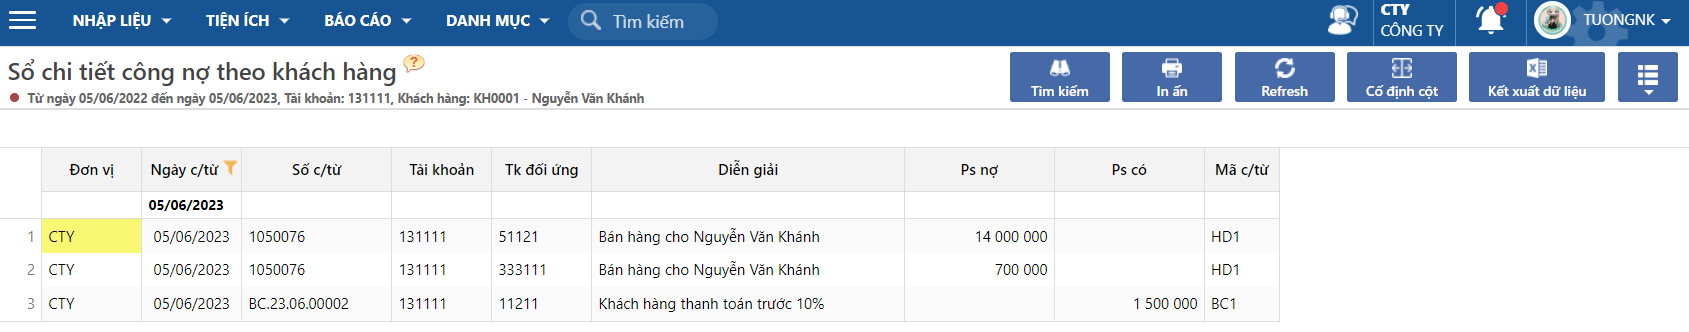 NHẬP LIỆU TIỆN ÍCH BÁO CÁO DANH MỤC Tìm kiếm CTY CÔNG TY TUONGNK
Sổ chi tiết công nợ theo khách hàng ?
Từ ngày 05/06/2022 đến ngày 05/06/2023, Tài khoản: 131111, Khách hàng: KH0001 - Nguyễn Văn Khánh
Tìm kiếm In ấn Refresh Cố định cột Kết xuất dữ liệu
Đơn vị Ngày c/từ Số c/từ Tài khoản Tk đối ứng Diễn giải Ps nợ Ps có Mã c/từ
05/06/2023
1 CTY 05/06/2023 1050076 131111 51121 Bán hàng cho Nguyễn Văn Khánh 14 000 000 HD1
2 CTY 05/06/2023 1050076 131111 333111 Bán hàng cho Nguyễn Văn Khánh 700 000 HD1
3 CTY 05/06/2023 BC.23.06.00002 131111 11211 Khách hàng thanh toán trước 10% 1 500 000 BC1